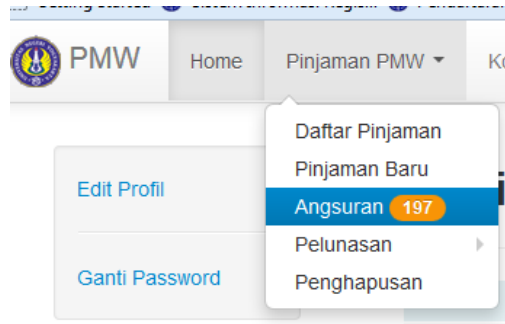 PMW Home Pinjaman PMW
Daftar Pinjaman
Pinjaman Baru
Angsuran 197
Pelunasan
Penghapusan
Edit Profil
Ganti Password